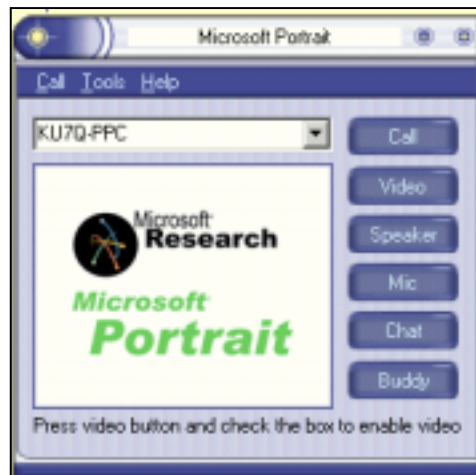 Microsoft Portrait
Call Tools Help
KU7Q-PPC
Call
Video
Speaker
Mic
Chat
Buddy
Microsoft
Research
Microsoft
Portrait
Press video button and check the box to enable video